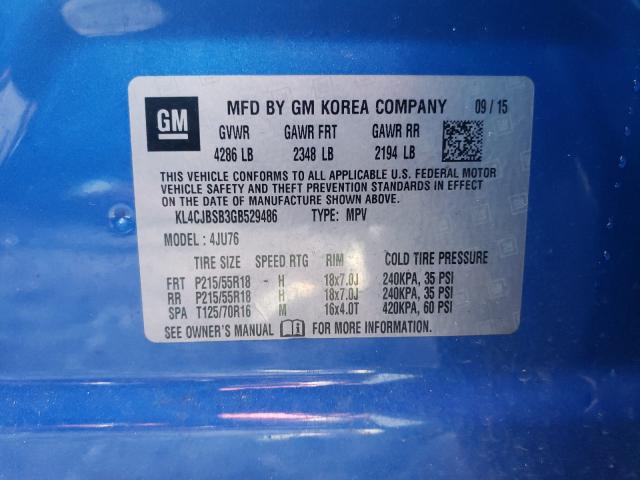 GM MFD BY GM KOREA COMPANY 09 / 15
GVWR GAWR FRT GAWR RR
4286 LB 2348 LB 2194 LB
THIS VEHICLE CONFORMS TO ALL APPLICABLE U.S. FEDERAL MOTOR
VEHICLE SAFETY AND THEFT PREVENTION STANDARDS IN EFFECT
ON THE DATE OF MANUFACTURE SHOWN ABOVE.
KL4CJBSB3GB529486 TYPE: MPV
MODEL : 4JU76
TIRE SIZE SPEED RTG RIM COLD TIRE PRESSURE
FRT P215/55R18 - H 18x7.0J 240KPA, 35 PSI
RR P215/55R18 H 18x7.0J 240KPA, 35 PSI
SPA T125/70R16 M 16x4.0T 420KPA, 60 PSI
SEE OWNER'S MANUAL FOR MORE INFORMATION.